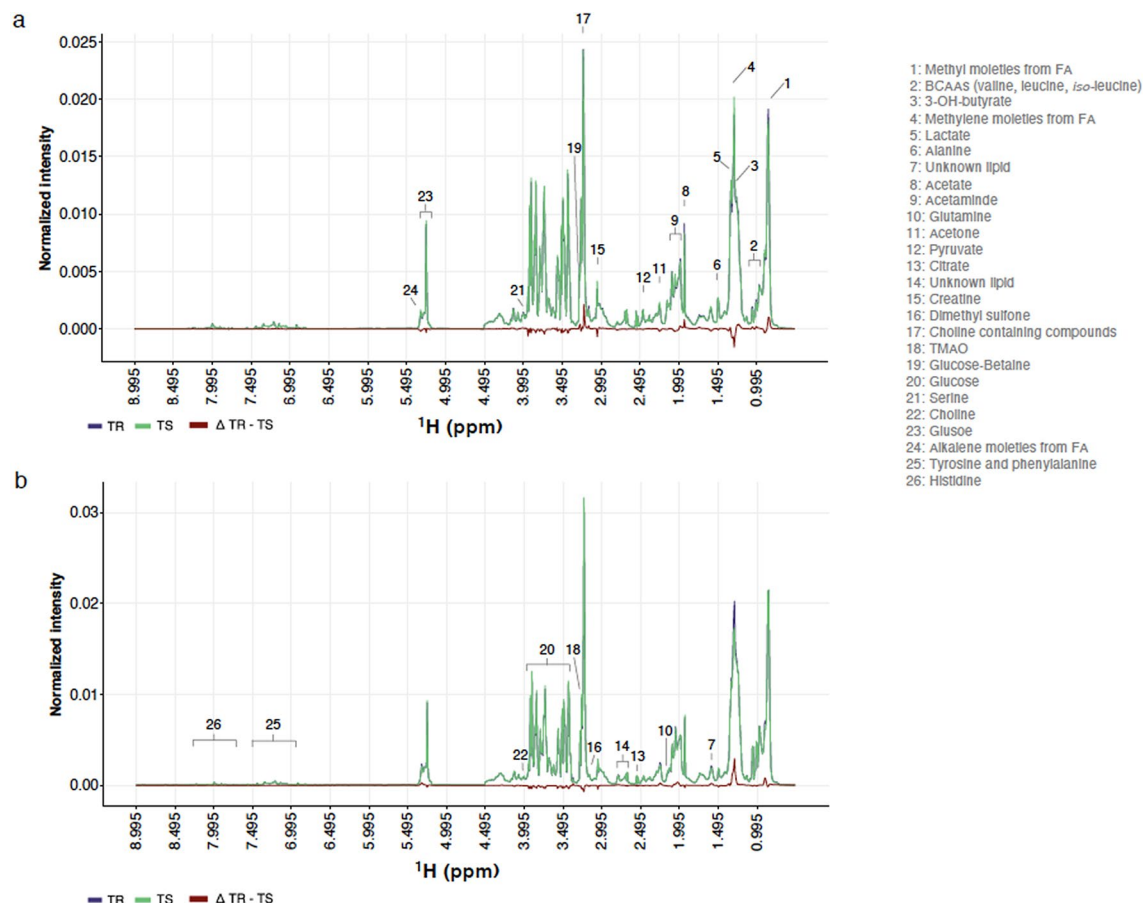 a
17
0.025
4
1
0.020
19
0.015
5
3
23
8
0.010
9
2
15
0.005
24
21
12
11
6
0.000
Normalized intensity
8.995
8.495
7.995
7.495
6.995
6.495
5.995
5.495
4.995
4.495
3.995
3.495
2.995
2.495
1.995
1.495
0.995
TR TS Δ TR - TS
¹H (ppm)
1: Methyl moieties from FA
2: BCAAs (valine, leucine, iso-leucine)
3: 3-OH-butyrate
4: Methylene moieties from FA
5: Lactate
6: Alanine
7: Unknown lipid
8: Acetate
9: Acetaminde
10: Glutamine
11: Acetone
12: Pyruvate
13: Citrate
14: Unknown lipid
15: Creatine
16: Dimethyl sulfone
17: Choline containing compounds
18: TMAO
19: Glucose-Betaine
20: Glucose
21: Serine
22: Choline
23: Glusoe
24: Alkalene moieties from FA
25: Tyrosine and phenylalanine
26: Histidine
b
0.03
0.02
20
18
0.01
26
25
22
16
14
13
10
7
0.00
Normalized intensity
8.995
8.495
7.995
7.495
6.995
6.495
5.995
5.495
4.995
4.495
3.995
3.495
2.995
2.495
1.995
1.495
0.995
¹H (ppm)
TR TS Δ TR - TS